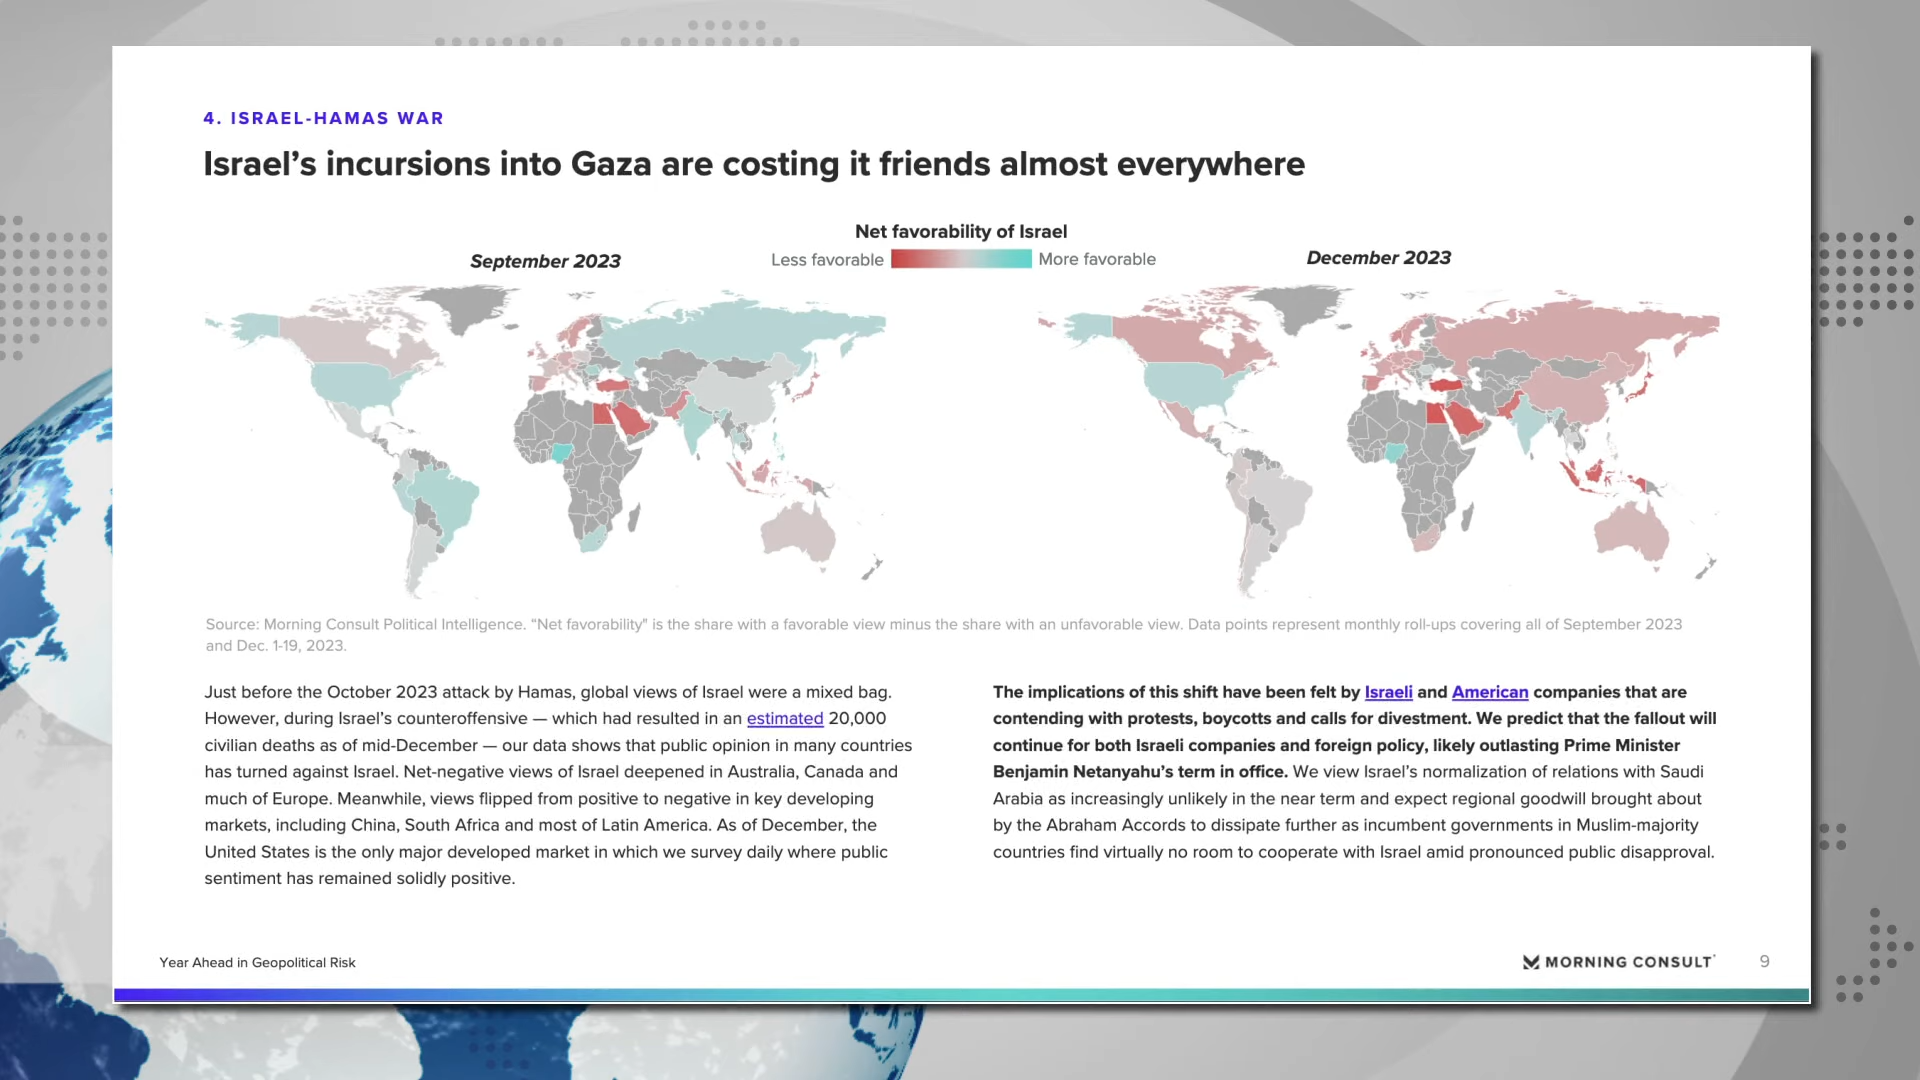 4. ISRAEL-HAMAS WAR
Israel’s incursions into Gaza are costing it friends almost everywhere
Net favorability of Israel
September 2023
Less favorable
More favorable
December 2023
Source: Morning Consult Political Intelligence. “Net favorability” is the share with a favorable view minus the share with an unfavorable view. Data points represent monthly roll-ups covering all of September 2023
and Dec. 1-19, 2023.
Just before the October 2023 attack by Hamas, global views of Israel were a mixed bag.
However, during Israel’s counteroffensive — which had resulted in an estimated 20,000
civilian deaths as of mid-December — our data shows that public opinion in many countries
has turned against Israel. Net-negative views of Israel deepened in Australia, Canada and
much of Europe. Meanwhile, views flipped from positive to negative in key developing
markets, including China, South Africa and most of Latin America. As of December, the
United States is the only major developed market in which we survey daily where public
sentiment has remained solidly positive.
The implications of this shift have been felt by Israeli and American companies that are
contending with protests, boycotts and calls for divestment. We predict that the fallout will
continue for both Israeli companies and foreign policy, likely outlasting Prime Minister
Benjamin Netanyahu’s term in office. We view Israel’s normalization of relations with Saudi
Arabia as increasingly unlikely in the near term and expect regional goodwill brought about
by the Abraham Accords to dissipate further as incumbent governments in Muslim-majority
countries find virtually no room to cooperate with Israel amid pronounced public disapproval.
Year Ahead in Geopolitical Risk
MORNING CONSULT
9